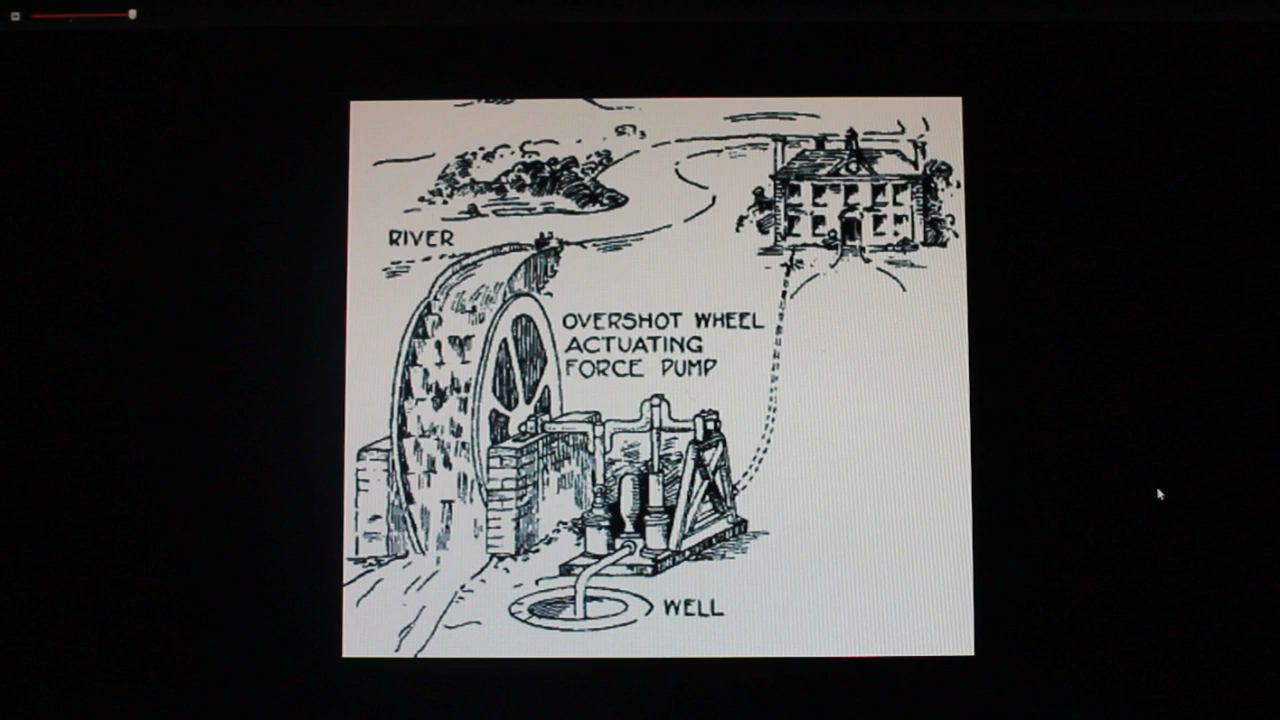 RIVER
OVERSHOT WHEEL
ACTUATING
FORCE PUMP
WELL